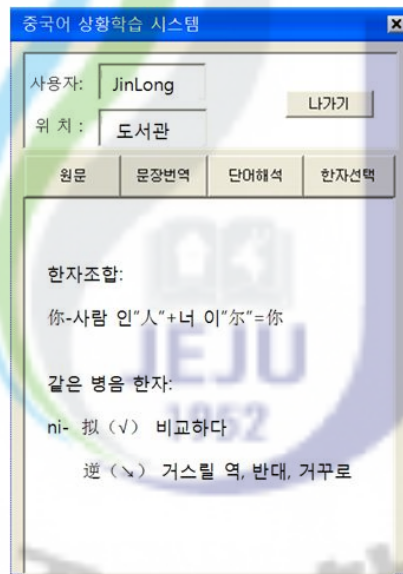 중국어 상황학습 시스템
사용자: JinLong
나가기
위 치 : 도서관
원문 문장번역 단어해석 한자선택
한자조합:
你-사람 인"人"+너 이"尔"=你
같은 병음 한자:
ni- 拟 (√) 비교하다
逆 (↘) 거스릴 역, 반대, 거꾸로
JEJU
1952